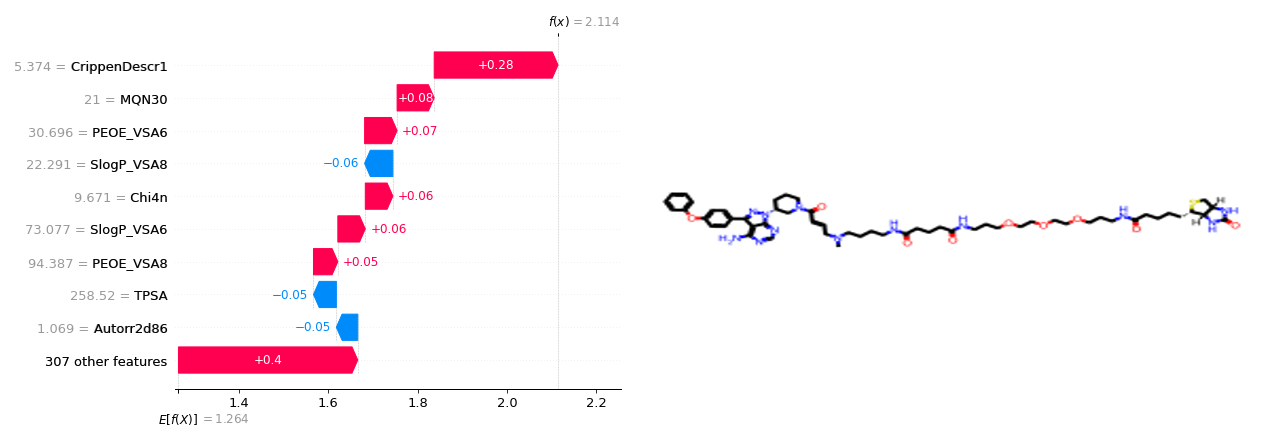 f(x) = 2.114
5.374 = CrippenDescr1
+0.28
21 = MQN30
+0.08
30.696 = PEOE_VSA6
+0.07
22.291 = SlogP_VSA8
−0.06
9.671 = Chi4n
+0.06
73.077 = SlogP_VSA6
+0.06
94.387 = PEOE_VSA8
+0.05
258.52 = TPSA
−0.05
1.069 = Autorr2d86
−0.05
307 other features
+0.4
1.4 1.6 1.8 2.0 2.2
E[f(X)] = 1.264
O
N
N
N
N
H₂N
N
O
N
H
N
O
O
H
N
O
O
O
H
N
O
S
H
H
NH
N
H
O